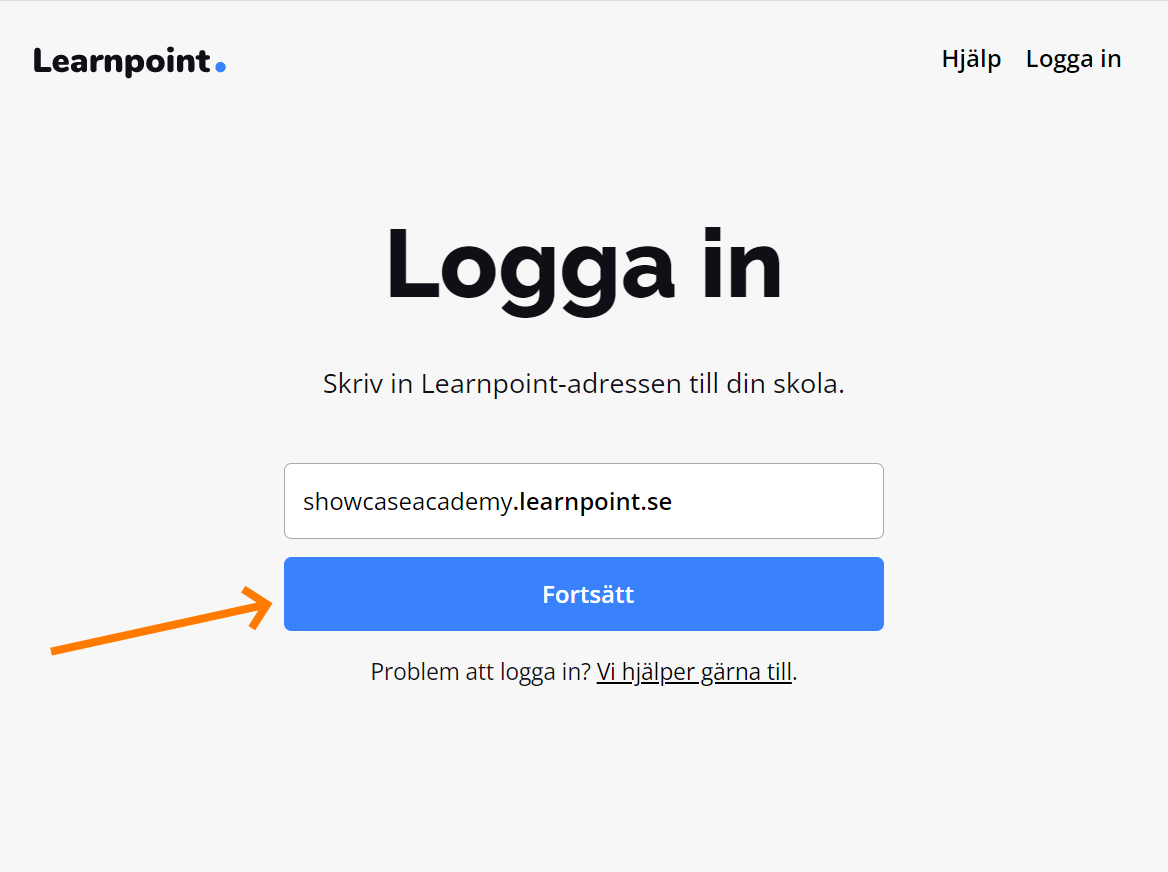 Learnpoint.
Hjälp Logga in
Logga in
Skriv in Learnpoint-adressen till din skola.
showcaseacademy.learnpoint.se
Fortsätt
Problem att logga in? Vi hjälper gärna till.